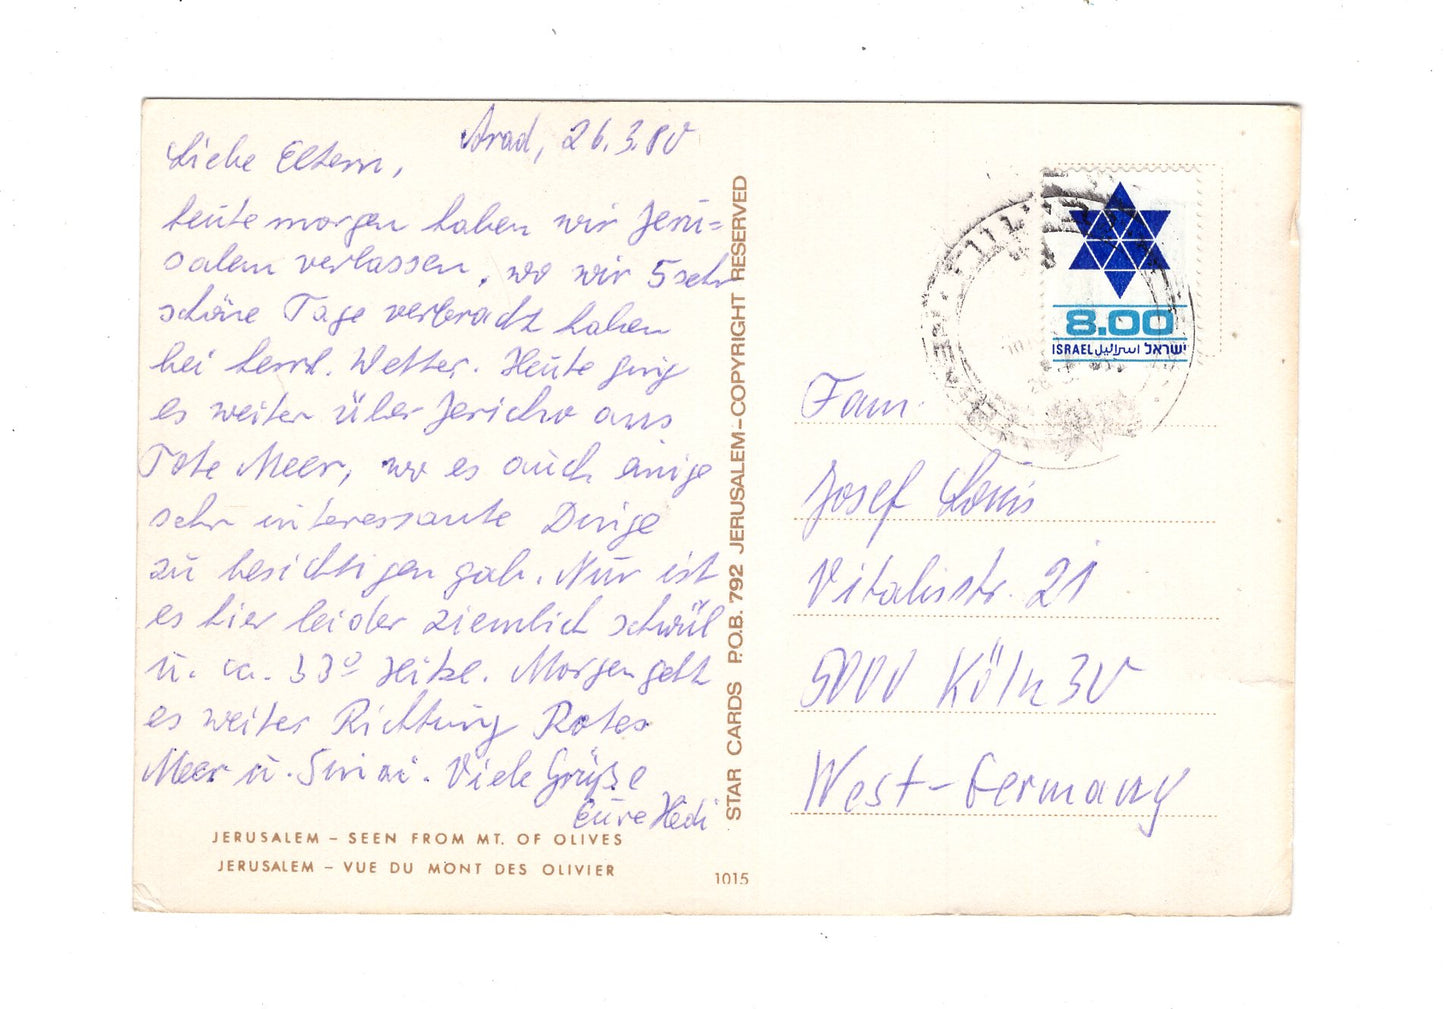 Arad, 26.3.80
Liebe Eltern,
heute morgen haben wir Jeru=
salem verlassen, wo wir 5 sehr
schöne Tage verbracht haben
bei herrl. Wetter. Heute ging
es weiter über Jericho ans
Tote Meer, wo es auch einige
sehr interessante Dinge
zu besichtigen gab. Nur ist
es hier leider ziemlich schwül
u. ca. 33° Hitze. Morgen geht
es weiter Richtung Rotes
Meer u. Sinai. Viele Grüße
Eure Hedi
JERUSALEM – SEEN FROM MT. OF OLIVES
JERUSALEM – VUE DU MONT DES OLIVIER
1015
STAR CARDS P.O.B. 792 JERUSALEM–COPYRIGHT RESERVED
8.00
ISRAEL اسرائيل ישראל
Fam.
Josef Louis
Vitalisstr. 21
5000 Köln 30
West-Germany